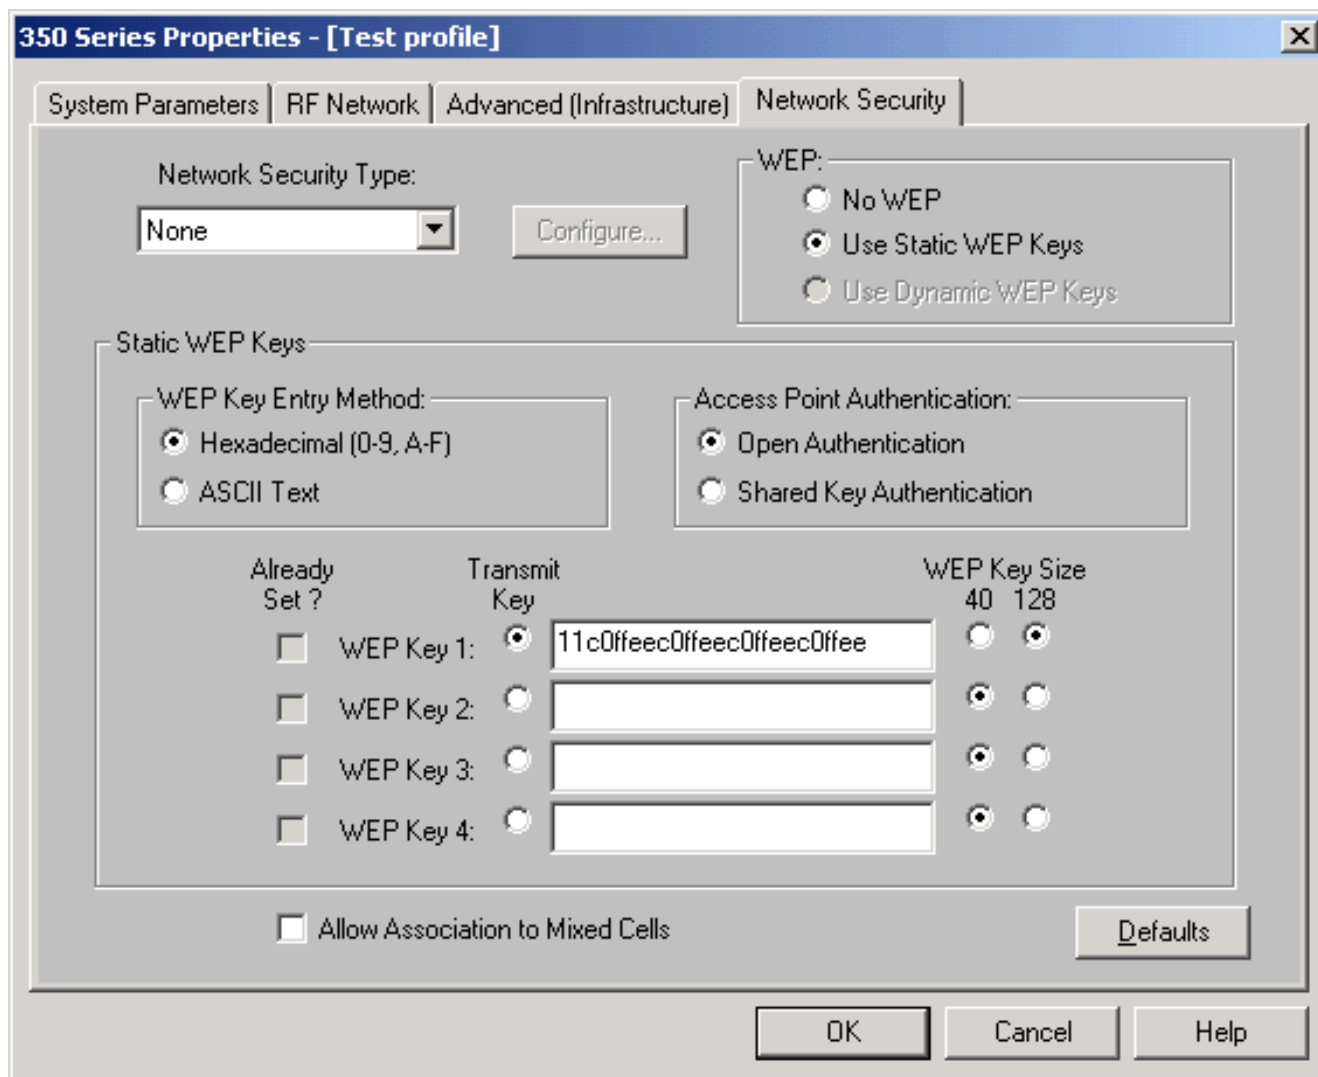 350 Series Properties - [Test profile]
System Parameters RF Network Advanced (Infrastructure) Network Security
Network Security Type:
None
Configure...
WEP:
No WEP
Use Static WEP Keys
Use Dynamic WEP Keys
Static WEP Keys
WEP Key Entry Method:
Hexadecimal (0-9, A-F)
ASCII Text
Access Point Authentication:
Open Authentication
Shared Key Authentication
Already
Set ?
Transmit
Key
WEP Key Size
40 128
WEP Key 1: 11c0ffeec0ffeec0ffeec0ffee
WEP Key 2:
WEP Key 3:
WEP Key 4:
Allow Association to Mixed Cells
Defaults
OK Cancel Help